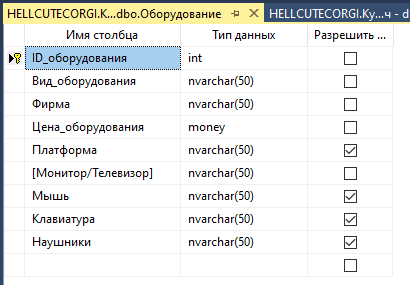 HELLCUTECORGI.K...dbo.Оборудование HELLCUTECORGI.Ку...ч - d
Имя столбца Тип данных Разрешить ...
ID_оборудования int
Вид_оборудования nvarchar(50)
Фирма nvarchar(50)
Цена_оборудования money
Платформа nvarchar(50)
[Монитор/Телевизор] nvarchar(50)
Мышь nvarchar(50)
Клавиатура nvarchar(50)
Наушники nvarchar(50)